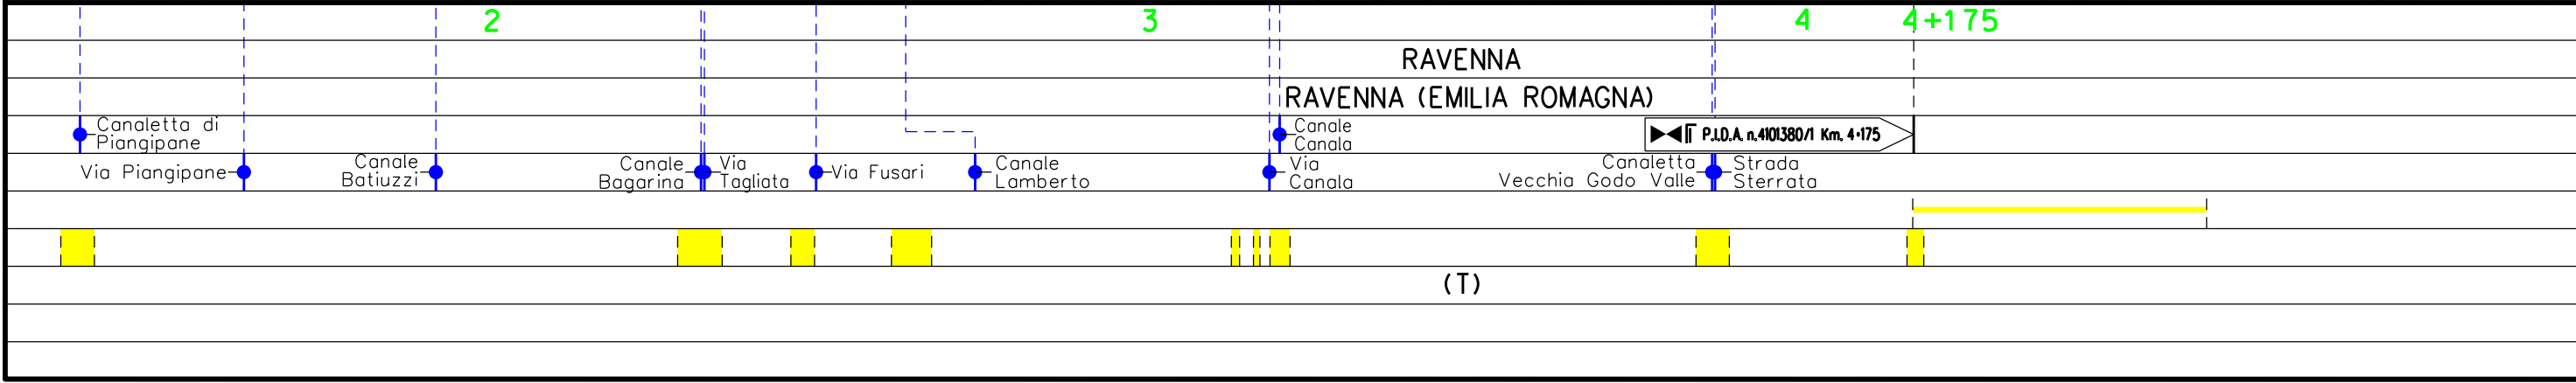 2 3 4 4+175
RAVENNA
RAVENNA (EMILIA ROMAGNA)
Canaletta di
Piangipane
Canale
Canala
P.I.D.A. n.4101380/1 Km. 4+175
Via Piangipane
Canale
Batiuzzi
Canale
Bagarina
Via
Tagliata
Via Fusari
Canale
Lamberto
Via
Canala
Canaletta
Vecchia Godo Valle
Strada
Sterrata
(T)